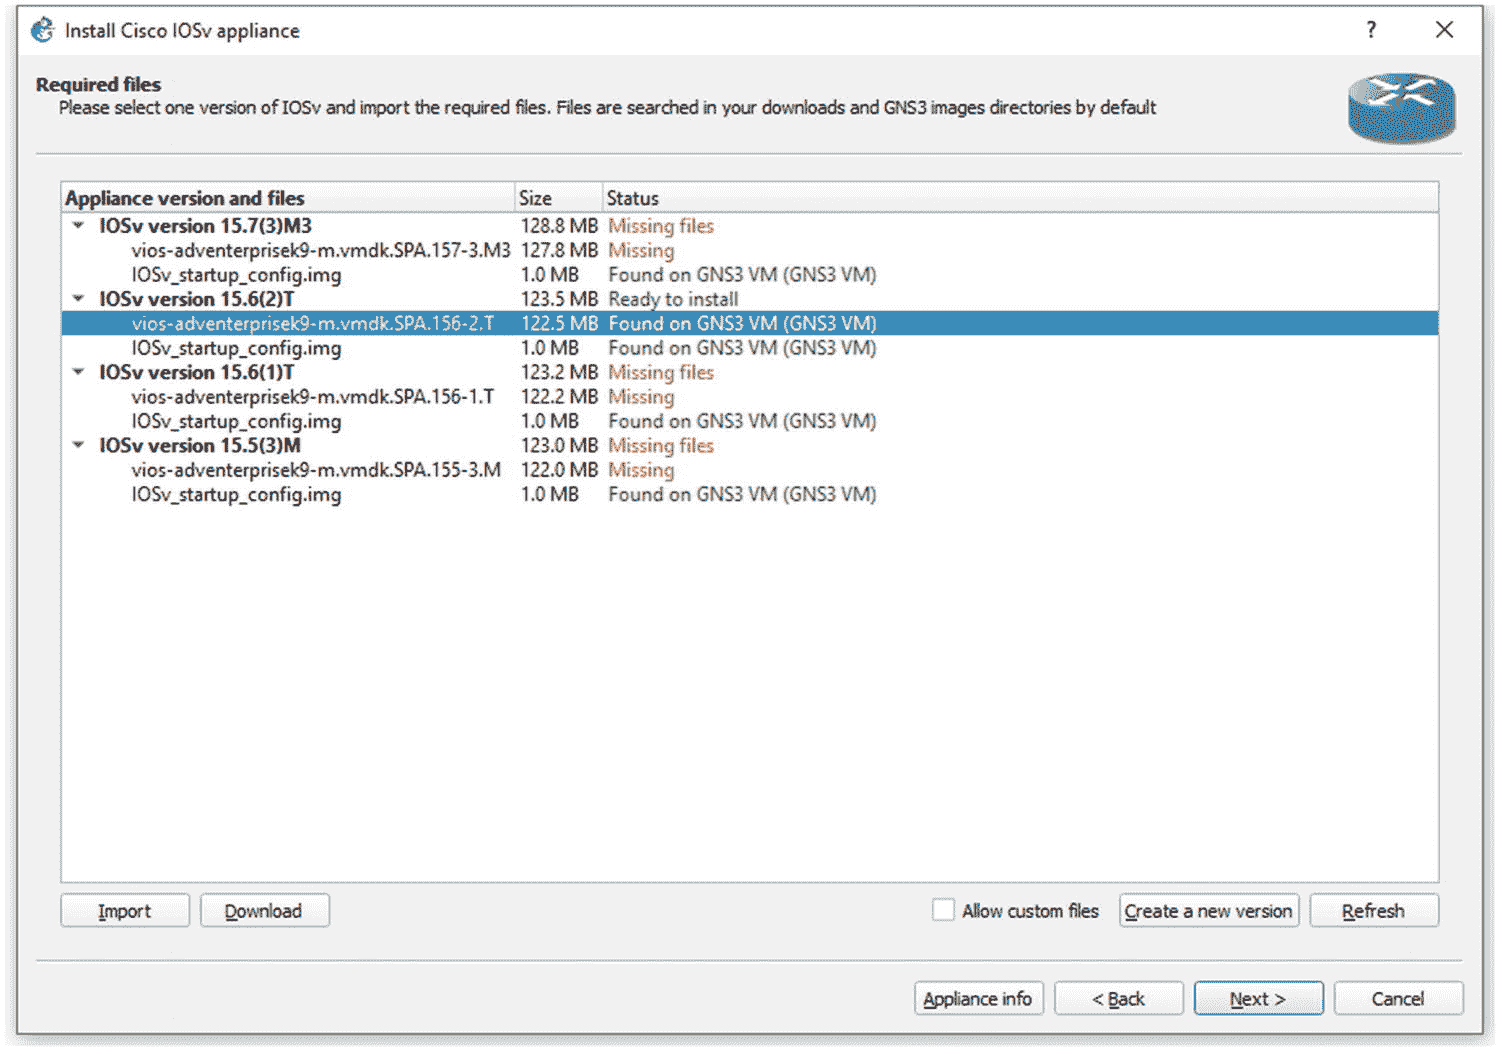 Install Cisco IOSv appliance ?
Required files
Please select one version of IOSv and import the required files. Files are searched in your downloads and GNS3 images directories by default
Appliance version and files Size Status
IOSv version 15.7(3)M3 128.8 MB Missing files
vios-adventerprisek9-m.vmdk.SPA.157-3.M3 127.8 MB Missing
IOSv_startup_config.img 1.0 MB Found on GNS3 VM (GNS3 VM)
IOSv version 15.6(2)T 123.5 MB Ready to install
vios-adventerprisek9-m.vmdk.SPA.156-2.T 122.5 MB Found on GNS3 VM (GNS3 VM)
IOSv_startup_config.img 1.0 MB Found on GNS3 VM (GNS3 VM)
IOSv version 15.6(1)T 123.2 MB Missing files
vios-adventerprisek9-m.vmdk.SPA.156-1.T 122.2 MB Missing
IOSv_startup_config.img 1.0 MB Found on GNS3 VM (GNS3 VM)
IOSv version 15.5(3)M 123.0 MB Missing files
vios-adventerprisek9-m.vmdk.SPA.155-3.M 122.0 MB Missing
IOSv_startup_config.img 1.0 MB Found on GNS3 VM (GNS3 VM)
Import Download Allow custom files Create a new version Refresh
Appliance info < Back Next > Cancel